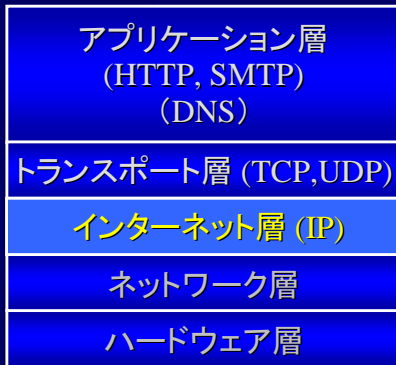 アプリケーション層
(HTTP, SMTP)
（DNS）
トランスポート層 (TCP,UDP)
インターネット層 (IP)
ネットワーク層
ハードウェア層